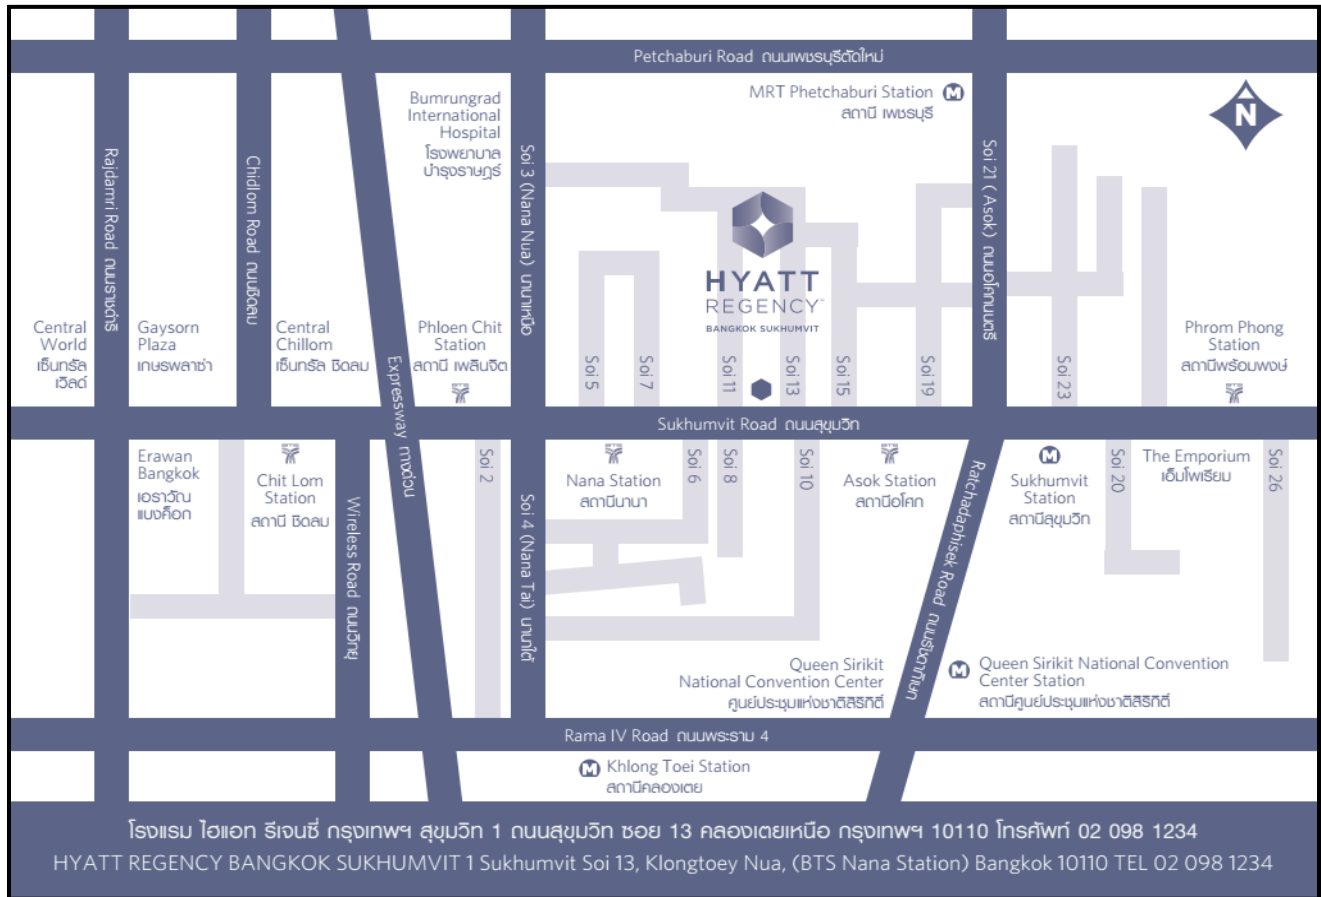 Petchaburi Road ถนนเพชรบุรีตัดใหม่
MRT Phetchaburi Station M
สถานี เพชรบุรี
N
Bumrungrad
International
Hospital
โรงพยาบาล
บำรุงราษฎร์
Rajdamri Road ถนนราชดำริ
Chidlom Road ถนนชิดลม
Soi 3 (Nana Nua) นานาเหนือ
Soi 21 ( Asok) ถนนอโศกมนตรี
HYATT
REGENCY™
BANGKOK SUKHUMVIT
Central
World
เซ็นทรัล
เวิลด์
Gaysorn
Plaza
เกษรพลาซ่า
Central
Chillom
เซ็นทรัล ชิดลม
Expressway ทางด่วน
Phloen Chit
Station
สถานี เพลินจิต
Soi 5
Soi 7
Soi 11
Soi 13
Soi 15
Soi 19
Soi 23
Phrom Phong
Station
สถานีพร้อมพงษ์
Sukhumvit Road ถนนสุขุมวิท
Erawan
Bangkok
เอราวัณ
แบงค็อก
Chit Lom
Station
สถานี ชิดลม
Wireless Road ถนนวิทยุ
Soi 2
Soi 4 (Nana Tai) นานาใต้
Nana Station
สถานีนานา
Soi 6
Soi 8
Soi 10
Asok Station
สถานีอโศก
Ratchadaphisek Road ถนนรัชดาภิเษก
M
Sukhumvit
Station
สถานีสุขุมวิท
Soi 20
The Emporium
เอ็มโพเรียม
Soi 26
Queen Sirikit
National Convention Center
ศูนย์ประชุมแห่งชาติสิริกิติ์
M Queen Sirikit National Convention
Center Station
สถานีศูนย์ประชุมแห่งชาติสิริกิติ์
Rama IV Road ถนนพระราม 4
M Khlong Toei Station
สถานีคลองเตย
โรงแรม ไฮแอท รีเจนซี่ กรุงเทพฯ สุขุมวิท 1 ถนนสุขุมวิท ซอย 13 คลองเตยเหนือ กรุงเทพฯ 10110 โทรศัพท์ 02 098 1234
HYATT REGENCY BANGKOK SUKHUMVIT 1 Sukhumvit Soi 13, Klongtoey Nua, (BTS Nana Station) Bangkok 10110 TEL 02 098 1234